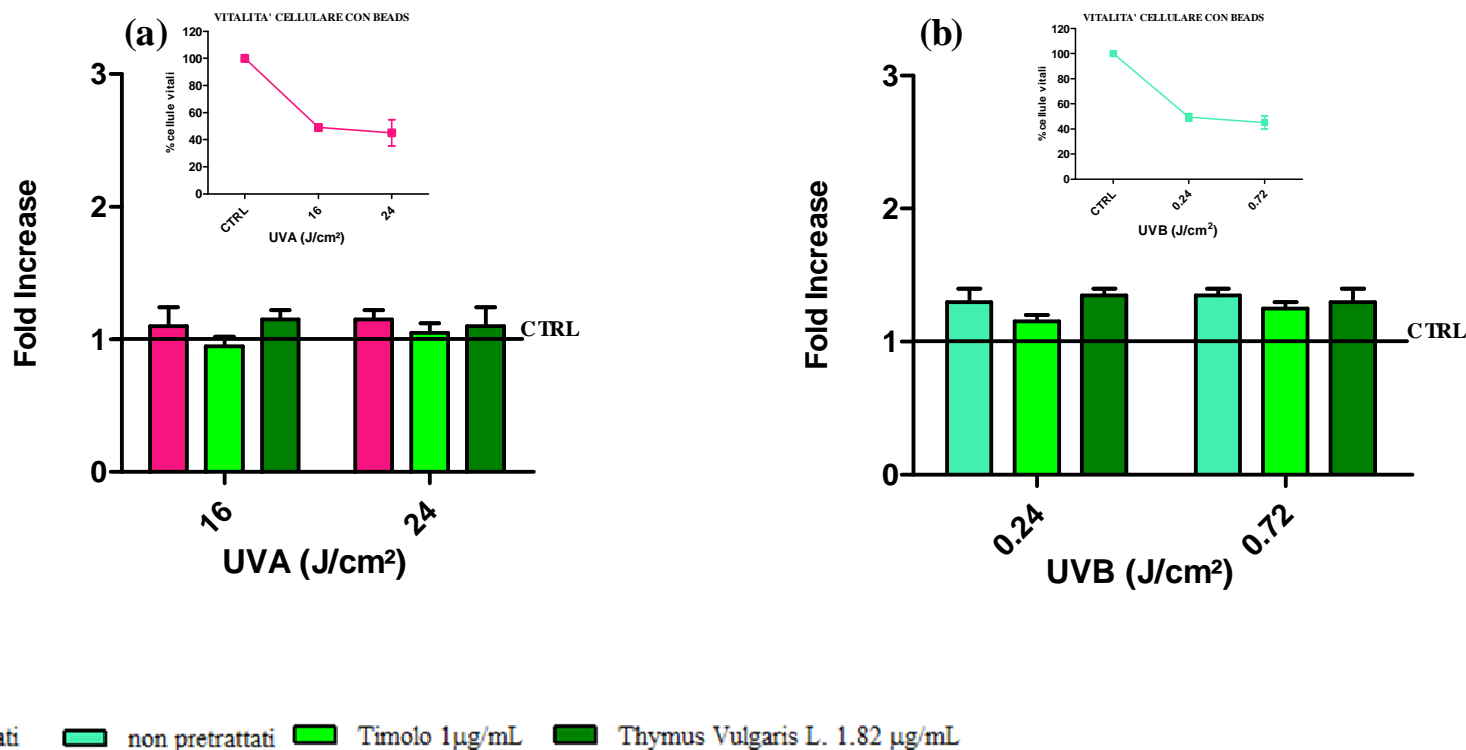 (a)
VITALITA' CELLULARE CON BEADS
% cellule vitali
120
100
80
60
40
20
0
CTRL
16
24
UVA (J/cm²)
Fold Increase
3
2
1
0
CTRL
16
24
UVA (J/cm²)
(b)
VITALITA' CELLULARE CON BEADS
% cellule vitali
120
100
80
60
40
20
0
CTRL
0.24
0.72
UVB (J/cm²)
Fold Increase
3
2
1
0
CTRL
0.24
0.72
UVB (J/cm²)
ati non pretrattati Timolo 1µg/mL Thymus Vulgaris L. 1.82 µg/mL